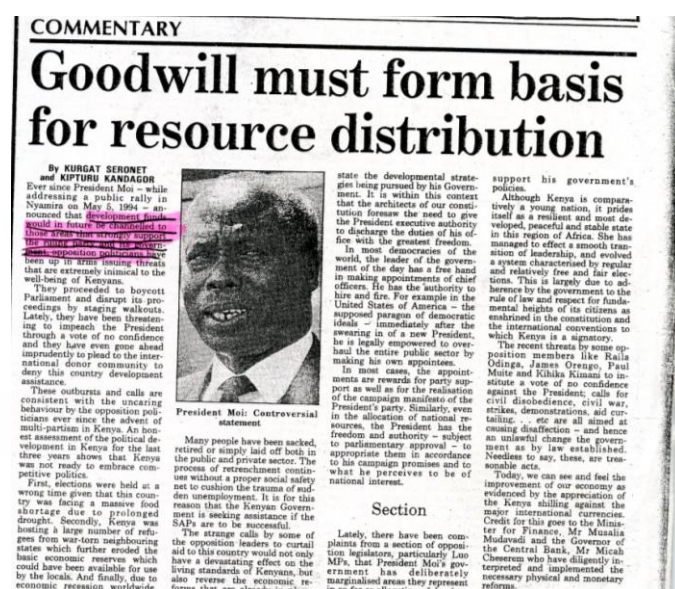 COMMENTARY
Goodwill must form basis
for resource distribution
By KURGAT SERONET
and KIPTURU KANDAGOR
Ever since President Moi – while
addressing a public rally in
Nyamira on May 5, 1994 – an-
nounced that development funds
would in future be channelled to
those areas that strongly support
the ruling party and its govern-
ment, opposition politicians have
been up in arms issuing threats
that are extremely inimical to the
well-being of Kenyans.
They proceeded to boycott
Parliament and disrupt its pro-
ceedings by staging walkouts.
Lately, they have been threaten-
ing to impeach the President
through a vote of no confidence
and they have even gone ahead
imprudently to plead to the inter-
national donor community to
deny this country development
assistance.
These outbursts and calls are
consistent with the uncaring
behaviour by the opposition poli-
ticians ever since the advent of
multi-partism in Kenya. An hon-
est assessment of the political de-
velopment in Kenya for the last
three years shows that Kenya
was not ready to embrace com-
petitive politics.
First, elections were held at a
wrong time given that this coun-
try was facing a massive food
shortage due to prolonged
drought. Secondly, Kenya was
hosting a large number of refu-
gees from war-torn neighbouring
states which further eroded the
basic economic reserves which
could have been available for use
by the locals. And finally, due to
economic recession worldwide,
President Moi: Controversial
statement
Many people have been sacked,
retired or simply laid off both in
the public and private sector. The
process of retrenchment contin-
ues without a proper social safety
net to cushion the trauma of sud-
den unemployment. It is for this
reason that the Kenyan Govern-
ment is seeking assistance if the
SAPs are to be successful.
The strange calls by some of
the opposition leaders to curtail
aid to this country would not only
have a devastating effect on the
living standards of Kenyans, but
also reverse the economic re-
state the developmental strate-
gies being pursued by his Govern-
ment. It is within this context
that the architects of our consti-
tution foresaw the need to give
the President executive authority
to discharge the duties of his of-
fice with the greatest freedom.
In most democracies of the
world, the leader of the govern-
ment of the day has a free hand
in making appointments of chief
officers. He has the authority to
hire and fire. For example in the
United States of America – the
supposed paragon of democratic
ideals – immediately after the
swearing in of a new President,
he is legally empowered to over-
haul the entire public sector by
making his own appointees.
In most cases, the appoint-
ments are rewards for party sup-
port as well as for the realisation
of the campaign manifesto of the
President's party. Similarly, even
in the allocation of national re-
sources, the President has the
freedom and authority – subject
to parliamentary approval – to
appropriate them in accordance
to his campaign promises and to
what he perceives to be of
national interest.
Section
Lately, there have been com-
plaints from a section of opposi-
tion legislators, particularly Luo
MPs, that President Moi's gov-
ernment has deliberately
marginalised areas they represent
support his government's
policies.
Although Kenya is compara-
tively a young nation, it prides
itself as a resilient and most de-
veloped, peaceful and stable state
in this region of Africa. She has
managed to effect a smooth tran-
sition of leadership, and evolved
a system characterised by regular
and relatively free and fair elec-
tions. This is largely due to ad-
herence by the government to the
rule of law and respect for funda-
mental heights of its citizens as
enshrined in the constitution and
the international conventions to
which Kenya is a signatory.
The recent threats by some op-
position members like Raila
Odinga, James Orengo, Paul
Muite and Kihika Kimani to in-
stitute a vote of no confidence
against the President; calls for
civil disobedience, civil war,
strikes, demonstrations, aid cur-
tailing. . . etc are all aimed at
causing disaffection – and hence
an unlawful change the govern-
ment as by law established.
Needless to say, these, are trea-
sonable acts.
Today, we can see and feel the
improvement of our economy as
evidenced by the appreciation of
the Kenya shilling against the
major international currencies.
Credit for this goes to the Minis-
ter for Finance, Mr Musalia
Mudavadi and the Governor of
the Central Bank, Mr Micah
Cheserem who have diligently in-
terpreted and implemented the
necessary physical and monetary
reforms.